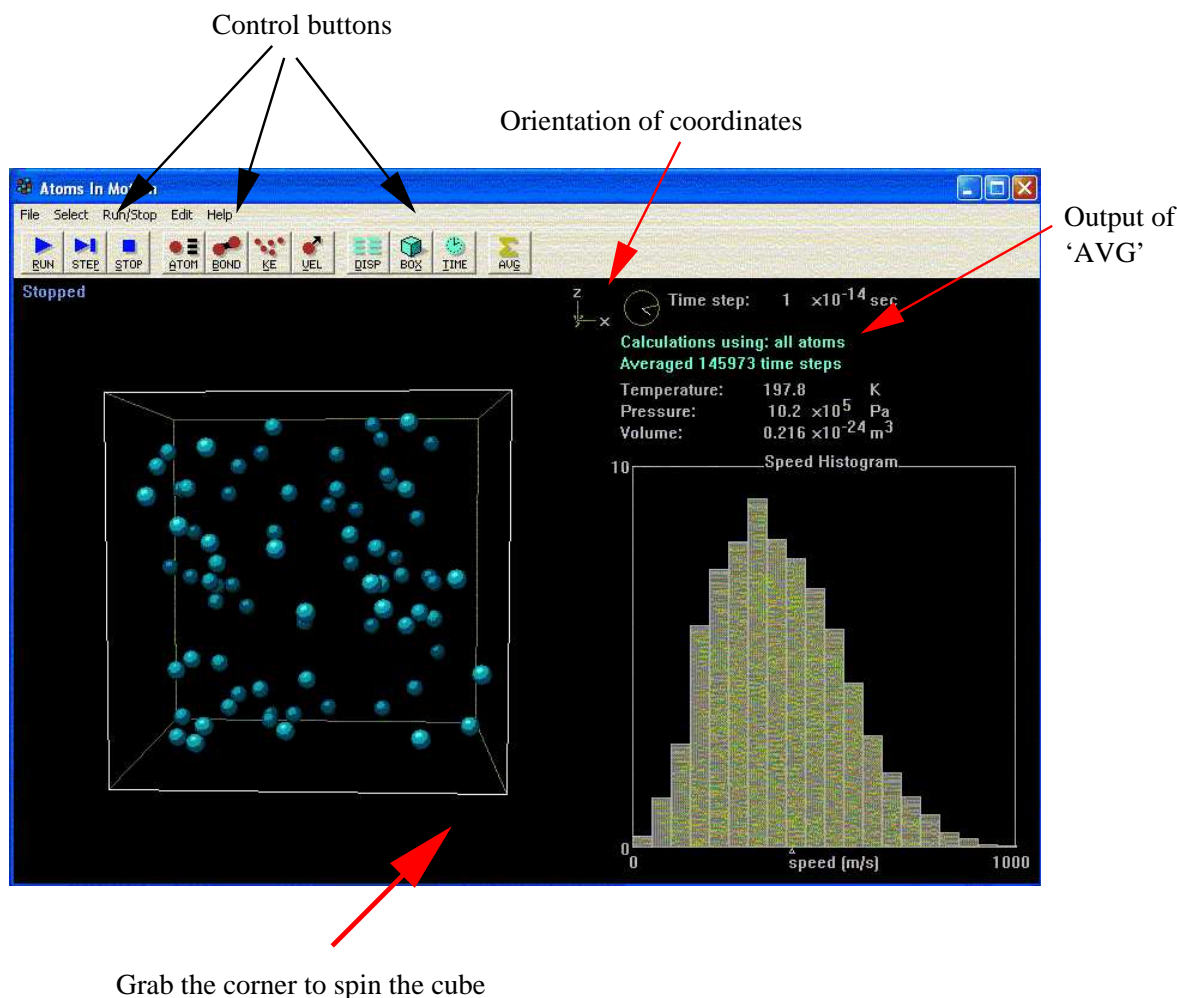 Control buttons
Orientation of coordinates
Atoms In Motion
File Select Run/Stop Edit Help
Output of
‘AVG’
RUN STEP STOP ATOM BOND KE VEL DISP BOX TIME AVG
Stopped
z
y x
Time step: 1 x10-14 sec
Calculations using: all atoms
Averaged 145973 time steps
Temperature: 197.8 K
Pressure: 10.2 x10^5 Pa
Volume: 0.216 x10-24 m3
Speed Histogram
10
0
0 speed (m/s) 1000
Grab the corner to spin the cube